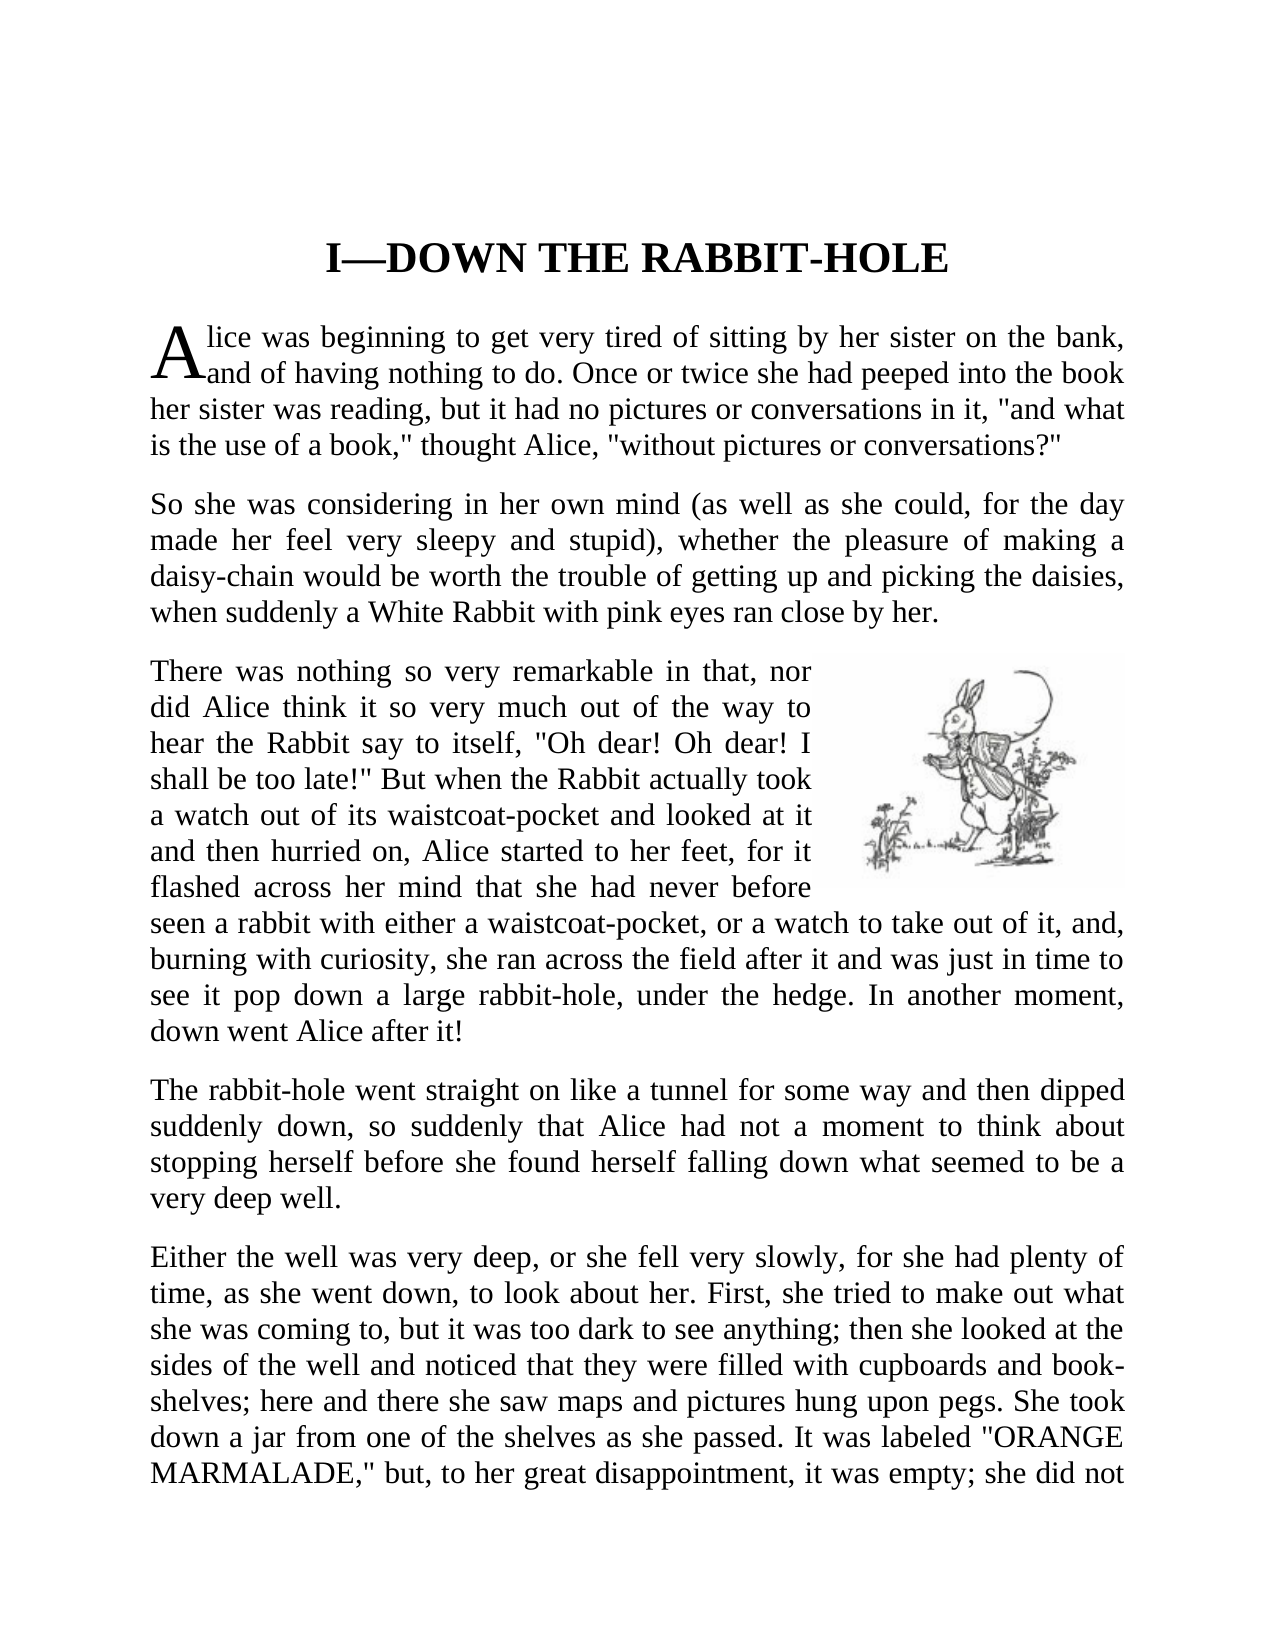 I—DOWN THE RABBIT-HOLE
Alice was beginning to get very tired of sitting by her sister on the bank,
and of having nothing to do. Once or twice she had peeped into the book
her sister was reading, but it had no pictures or conversations in it, "and what
is the use of a book," thought Alice, "without pictures or conversations?"
So she was considering in her own mind (as well as she could, for the day
made her feel very sleepy and stupid), whether the pleasure of making a
daisy-chain would be worth the trouble of getting up and picking the daisies,
when suddenly a White Rabbit with pink eyes ran close by her.
There was nothing so very remarkable in that, nor
did Alice think it so very much out of the way to
hear the Rabbit say to itself, "Oh dear! Oh dear! I
shall be too late!" But when the Rabbit actually took
a watch out of its waistcoat-pocket and looked at it
and then hurried on, Alice started to her feet, for it
flashed across her mind that she had never before
seen a rabbit with either a waistcoat-pocket, or a watch to take out of it, and,
burning with curiosity, she ran across the field after it and was just in time to
see it pop down a large rabbit-hole, under the hedge. In another moment,
down went Alice after it!
The rabbit-hole went straight on like a tunnel for some way and then dipped
suddenly down, so suddenly that Alice had not a moment to think about
stopping herself before she found herself falling down what seemed to be a
very deep well.
Either the well was very deep, or she fell very slowly, for she had plenty of
time, as she went down, to look about her. First, she tried to make out what
she was coming to, but it was too dark to see anything; then she looked at the
sides of the well and noticed that they were filled with cupboards and book-
shelves; here and there she saw maps and pictures hung upon pegs. She took
down a jar from one of the shelves as she passed. It was labeled "ORANGE
MARMALADE," but, to her great disappointment, it was empty; she did not